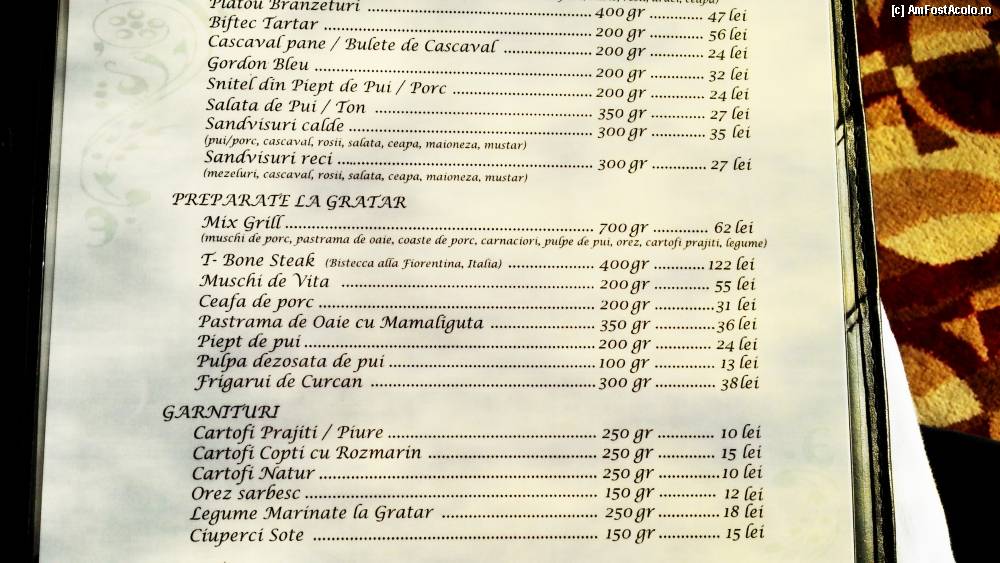 [c] AmFostAcolo.ro
Platou Branzeturi ........ 400 gr ........ 47 lei
Biftec Tartar ........ 200 gr ........ 56 lei
Cascaval pane / Bulete de Cascaval ........ 200 gr ........ 24 lei
Gordon Bleu ........ 200 gr ........ 32 lei
Snitel din Piept de Pui / Porc ........ 200 gr ........ 24 lei
Salata de Pui / Ton ........ 350 gr ........ 27 lei
Sandvisuri calde ........ 300 gr ........ 35 lei
(pui/porc, cascaval, rosii, salata, ceapa, maioneza, mustar)
Sandvisuri reci ........ 300 gr ........ 27 lei
(mezeluri, cascaval, rosii, salata, ceapa, maioneza, mustar)
PREPARATE LA GRATAR
Mix Grill ........ 700 gr ........ 62 lei
(muschi de porc, pastrama de oaie, coaste de porc, carnaciori, pulpe de pui, orez, cartofi prajiti, legume)
T- Bone Steak (Bistecca alla Fiorentina, Italia) ........ 400gr ........ 122 lei
Muschi de Vita ........ 200 gr ........ 55 lei
Ceafa de porc ........ 200 gr ........ 31 lei
Pastrama de Oaie cu Mamaliguta ........ 350 gr ........ 36 lei
Piept de pui ........ 200 gr ........ 24 lei
Pulpa dezosata de pui ........ 100 gr ........ 13 lei
Frigarui de Curcan ........ 300 gr ........ 38lei
GARNITURI
Cartofi Prajiti / Piure ........ 250 gr ........ 10 lei
Cartofi Copti cu Rozmarin ........ 250 gr ........ 15 lei
Cartofi Natur ........ 250 gr ........ 10 lei
Orez sarbesc ........ 150 gr ........ 12 lei
Legume Marinate la Gratar ........ 250 gr ........ 18 lei
Ciuperci Sote ........ 150 gr ........ 15 lei